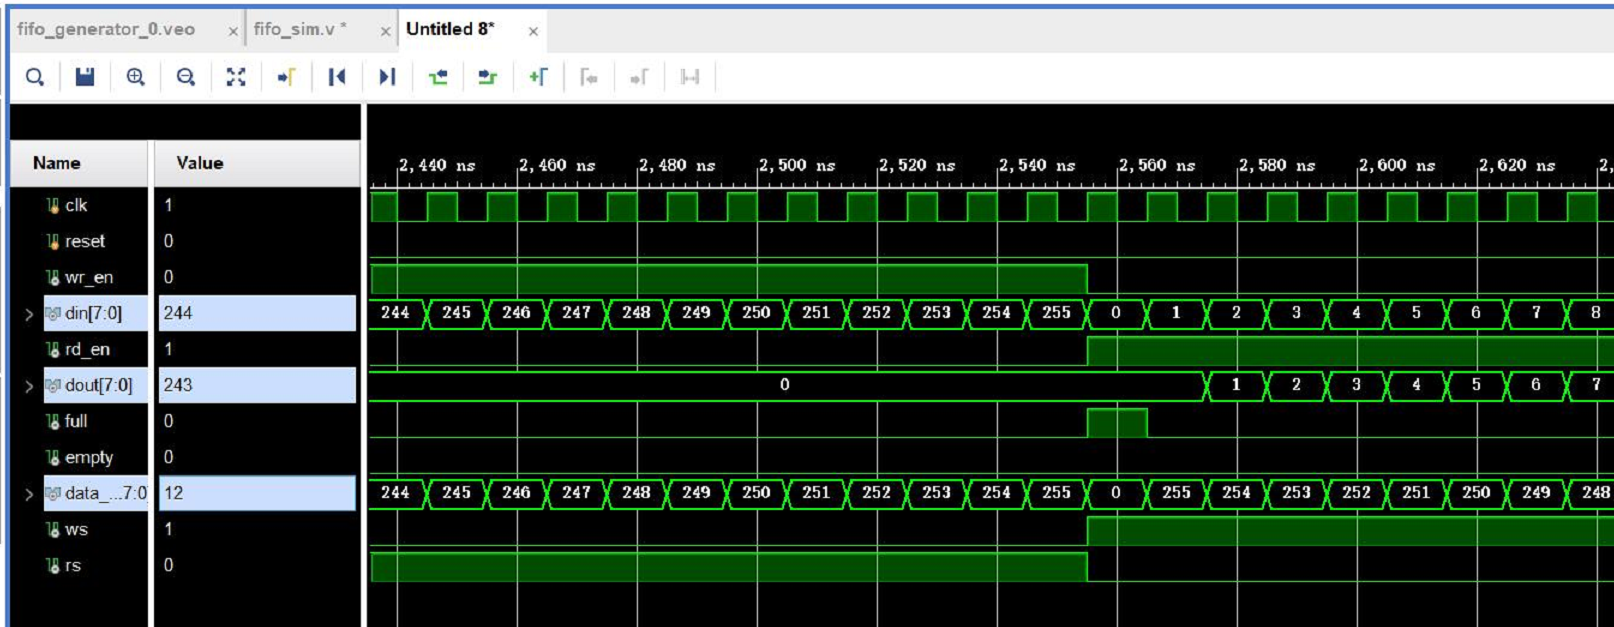 fifo_generator_0.veo × fifo_sim.v * × Untitled 8* ×
Name Value 2,440 ns 2,460 ns 2,480 ns 2,500 ns 2,520 ns 2,540 ns 2,560 ns 2,580 ns 2,600 ns 2,620 ns 2,
clk 1
reset 0
wr_en 0
din[7:0] 244 244 245 246 247 248 249 250 251 252 253 254 255 0 1 2 3 4 5 6 7 8
rd_en 1
dout[7:0] 243 0 1 2 3 4 5 6 7
full 0
empty 0
data_...7:0 12 244 245 246 247 248 249 250 251 252 253 254 255 0 255 254 253 252 251 250 249 248
ws 1
rs 0